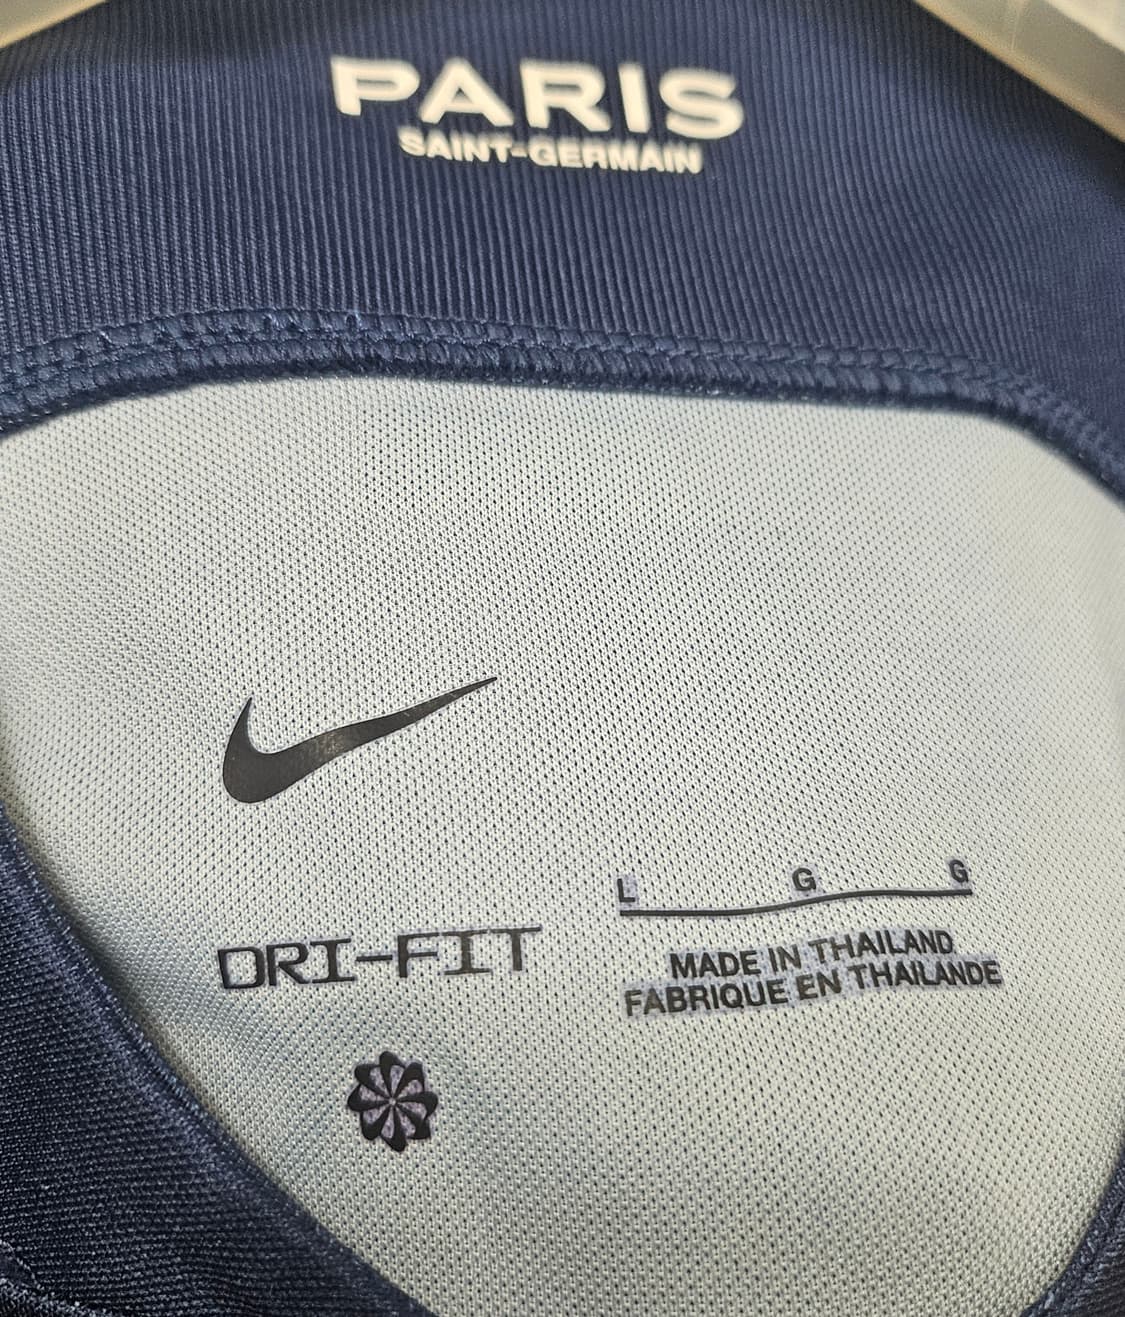 PARIS
SAINT-GERMAIN
DRI-FIT
L G G
MADE IN THAILAND
FABRIQUE EN THAILANDE